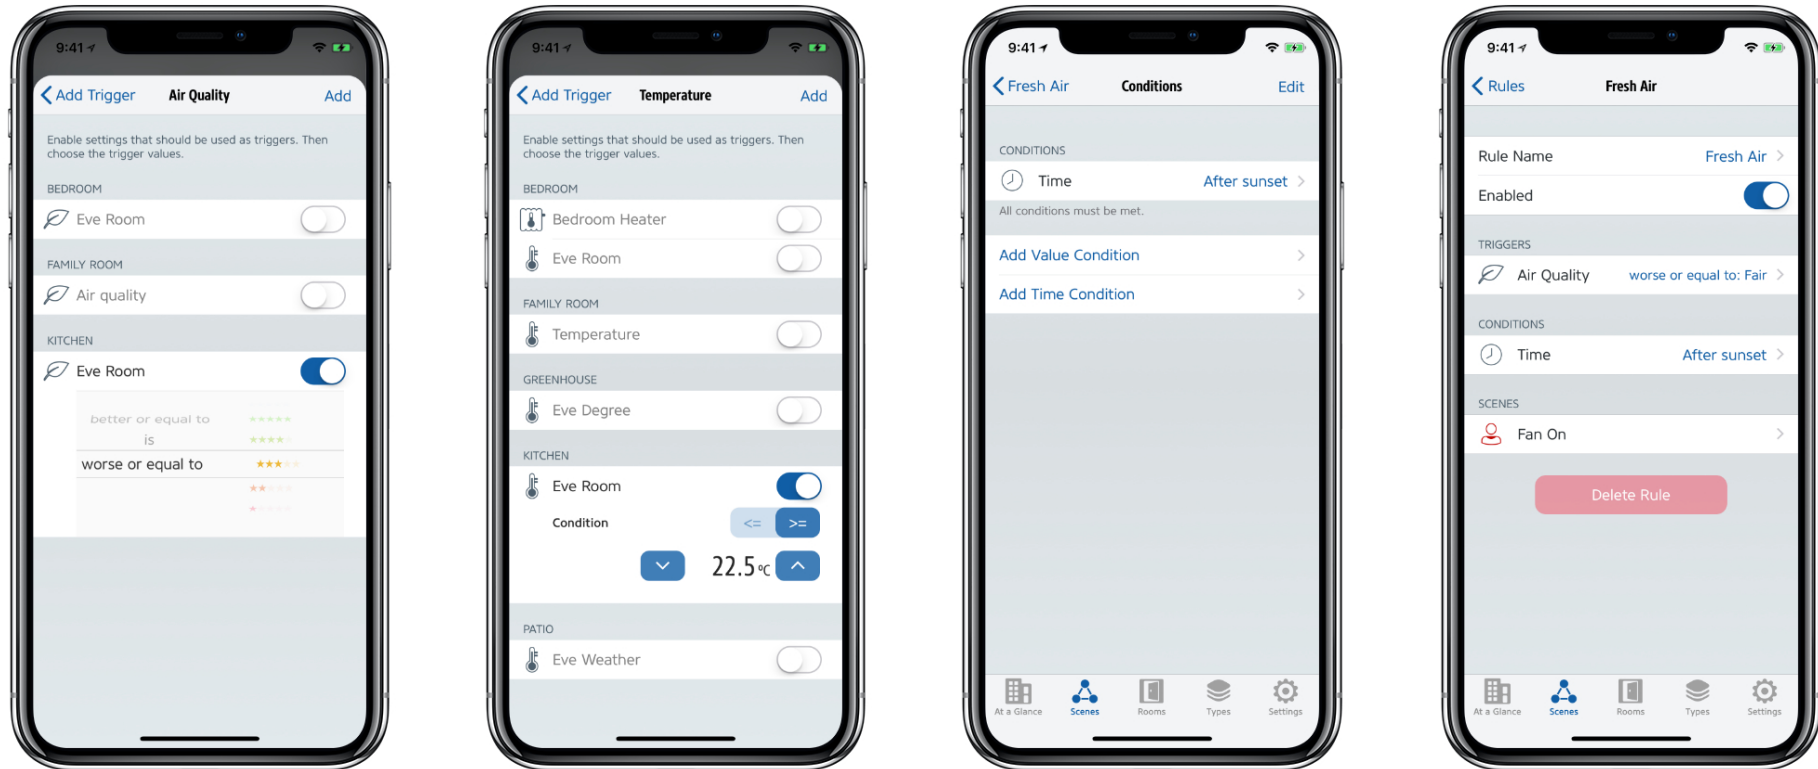 9:41
Add Trigger
Air Quality
Add
Enable settings that should be used as triggers. Then
choose the trigger values.
BEDROOM
Eve Room
FAMILY ROOM
Air quality
KITCHEN
Eve Room
better or equal to
is
worse or equal to
9:41
Add Trigger
Temperature
Add
Enable settings that should be used as triggers. Then
choose the trigger values.
BEDROOM
Bedroom Heater
Eve Room
FAMILY ROOM
Temperature
GREENHOUSE
Eve Degree
KITCHEN
Eve Room
Condition
<=
>=
22.5 °C
PATIO
Eve Weather
9:41
Fresh Air
Conditions
Edit
CONDITIONS
Time
After sunset
All conditions must be met.
Add Value Condition
Add Time Condition
At a Glance
Scenes
Rooms
Types
Settings
9:41
Rules
Fresh Air
Rule Name
Fresh Air
Enabled
TRIGGERS
Air Quality
worse or equal to: Fair
CONDITIONS
Time
After sunset
SCENES
Fan On
Delete Rule
At a Glance
Scenes
Rooms
Types
Settings